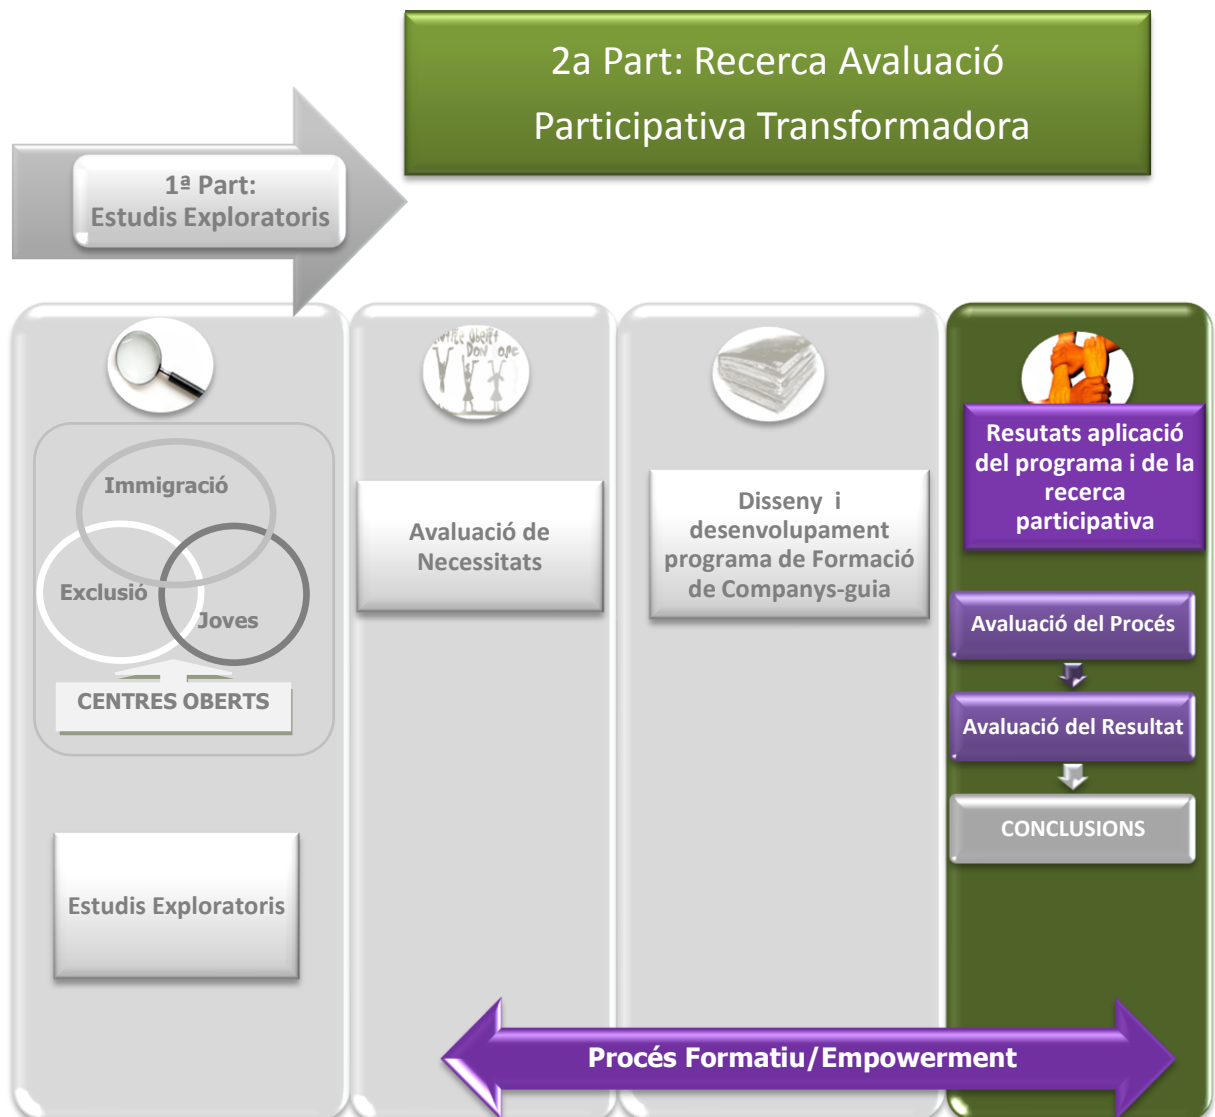 2a Part: Recerca Avaluació
Participativa Transformadora
1ª Part:
Estudis Exploratoris
Immigració
Exclusió
Joves
CENTRES OBERTS
Estudis Exploratoris
Avaluació de
Necessitats
Disseny i
desenvolupament
programa de Formació
de Companys-guia
Resutats aplicació
del programa i de la
recerca
participativa
Avaluació del Procés
Avaluació del Resultat
CONCLUSIONS
Procés Formatiu/Empowerment